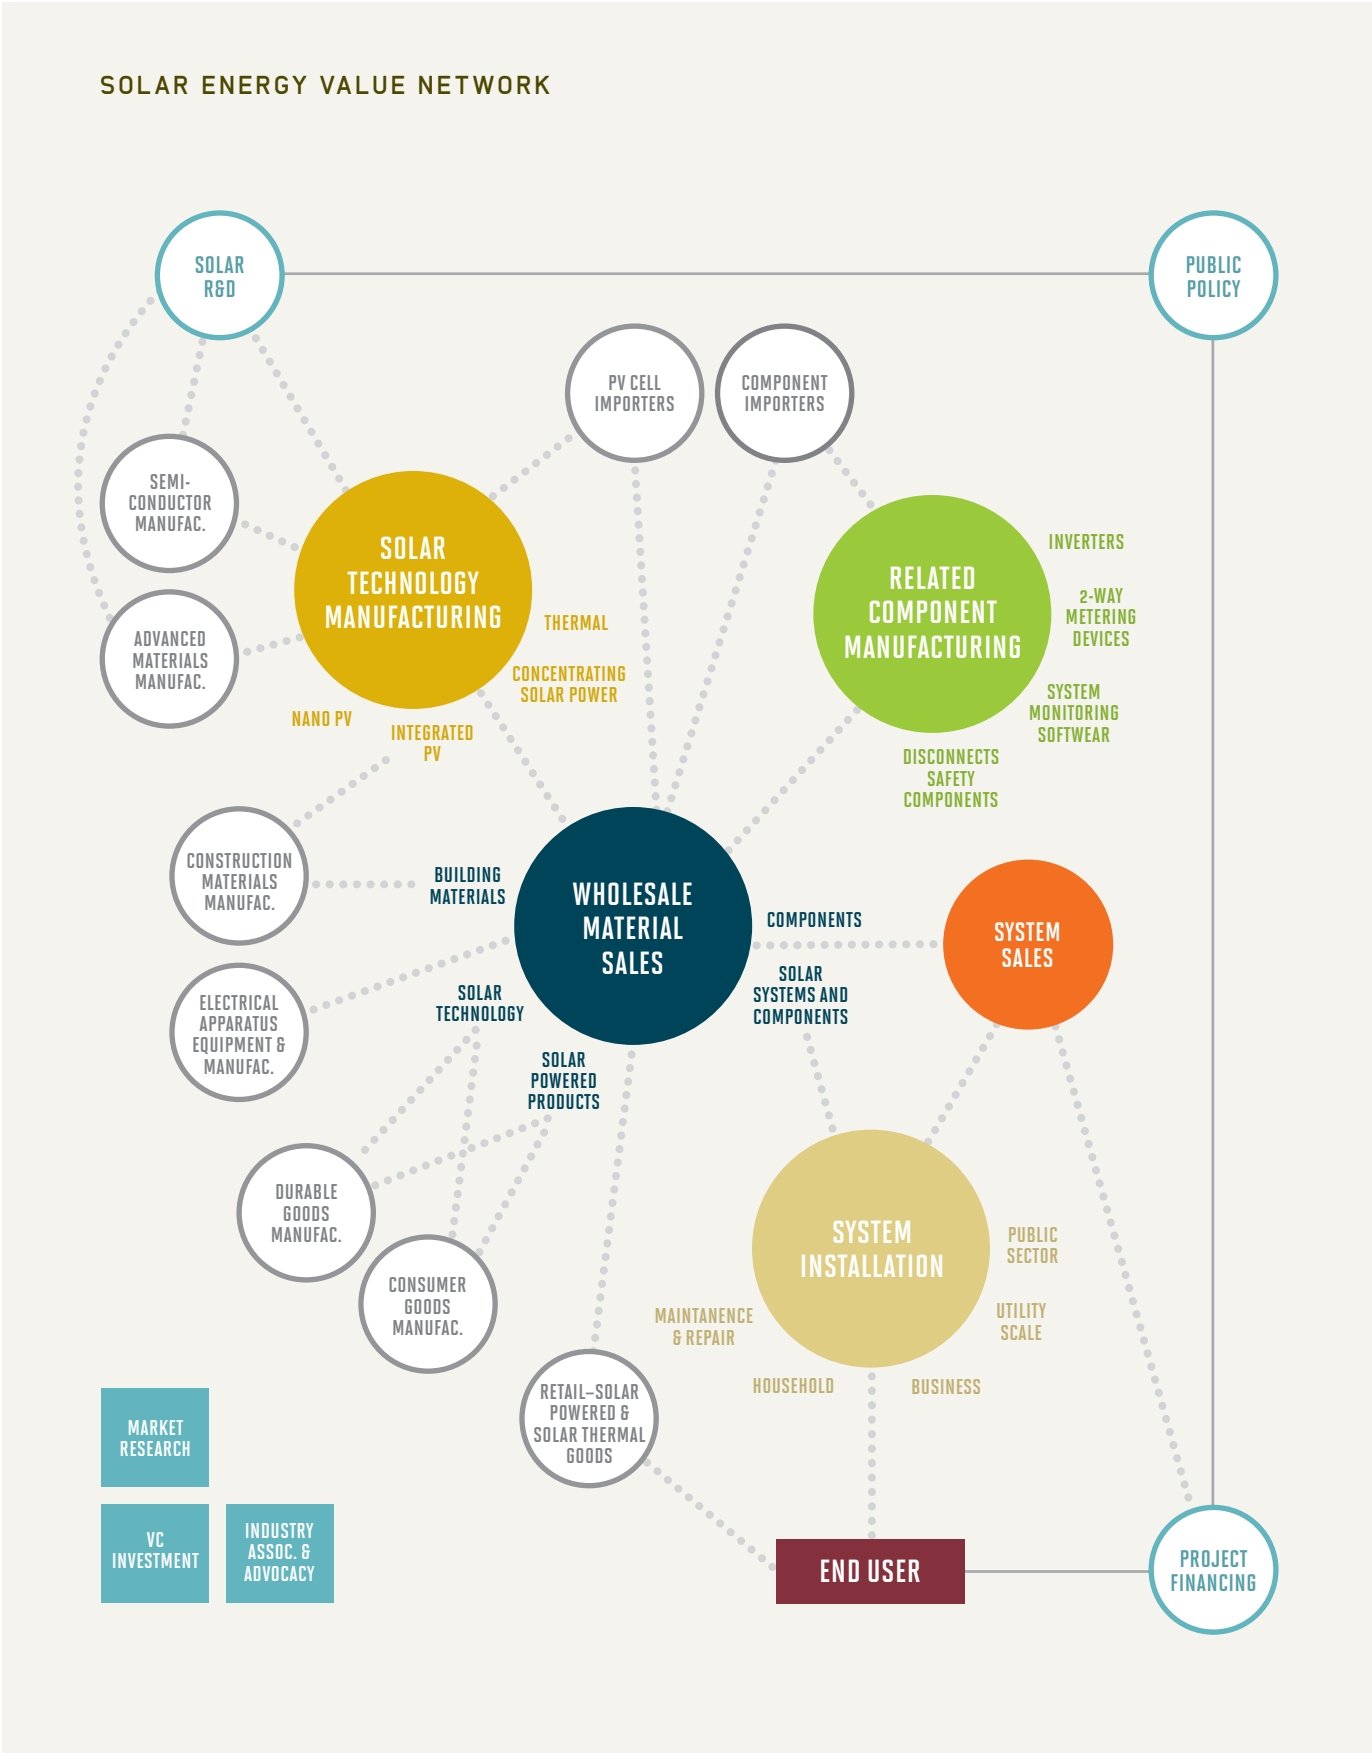 SOLAR ENERGY VALUE NETWORK
SOLAR
R&D
PUBLIC
POLICY
PV CELL
IMPORTERS
COMPONENT
IMPORTERS
SEMI-
CONDUCTOR
MANUFAC.
SOLAR
TECHNOLOGY
MANUFACTURING
RELATED
COMPONENT
MANUFACTURING
INVERTERS
2-WAY
METERING
DEVICES
SYSTEM
MONITORING
SOFTWEAR
DISCONNECTS
SAFETY
COMPONENTS
ADVANCED
MATERIALS
MANUFAC.
THERMAL
CONCENTRATING
SOLAR POWER
NANO PV
INTEGRATED
PV
CONSTRUCTION
MATERIALS
MANUFAC.
BUILDING
MATERIALS
WHOLESALE
MATERIAL
SALES
COMPONENTS
SOLAR
SYSTEMS AND
COMPONENTS
SYSTEM
SALES
ELECTRICAL
APPARATUS
EQUIPMENT &
MANUFAC.
SOLAR
TECHNOLOGY
SOLAR
POWERED
PRODUCTS
DURABLE
GOODS
MANUFAC.
CONSUMER
GOODS
MANUFAC.
SYSTEM
INSTALLATION
PUBLIC
SECTOR
UTILITY
SCALE
MAINTANENCE
& REPAIR
HOUSEHOLD
BUSINESS
RETAIL–SOLAR
POWERED &
SOLAR THERMAL
GOODS
MARKET
RESEARCH
VC
INVESTMENT
INDUSTRY
ASSOC. &
ADVOCACY
END USER
PROJECT
FINANCING